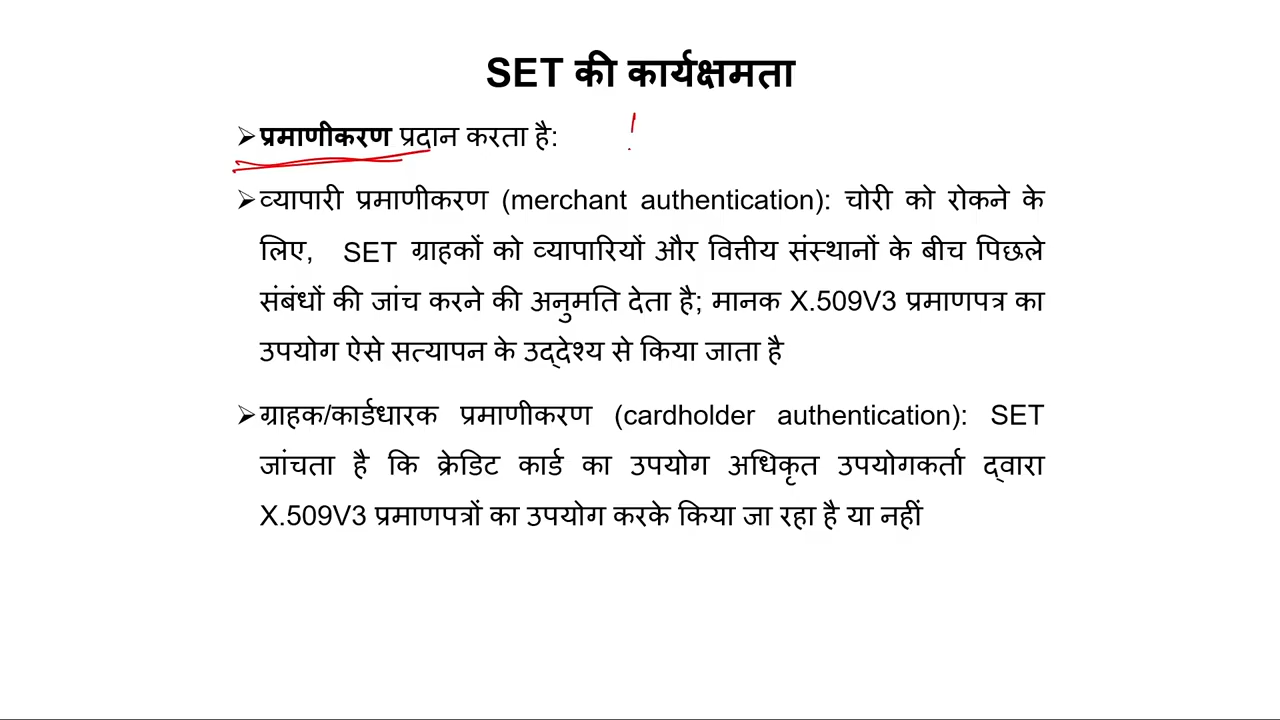 SET की कार्यक्षमता
➢प्रमाणीकरण प्रदान करता है:
➢व्यापारी प्रमाणीकरण (merchant authentication): चोरी को रोकने के
लिए, SET ग्राहकों को व्यापारियों और वित्तीय संस्थानों के बीच पिछले
संबंधों की जांच करने की अनुमति देता है; मानक X.509V3 प्रमाणपत्र का
उपयोग ऐसे सत्यापन के उद्देश्य से किया जाता है
➢ग्राहक/कार्डधारक प्रमाणीकरण (cardholder authentication): SET
जांचता है कि क्रेडिट कार्ड का उपयोग अधिकृत उपयोगकर्ता द्वारा
X.509V3 प्रमाणपत्रों का उपयोग करके किया जा रहा है या नहीं